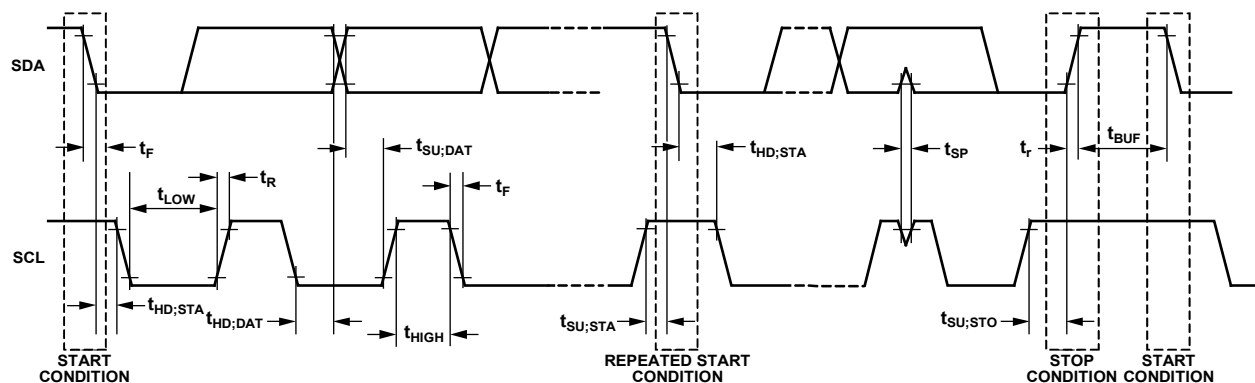 SDA
t_F
t_SU;DAT
t_HD;STA
t_SP
t_r
t_BUF
t_LOW
t_R
t_F
SCL
t_HD;STA
t_HD;DAT
t_HIGH
t_SU;STA
t_SU;STO
START
CONDITION
REPEATED START
CONDITION
STOP
CONDITION
START
CONDITION